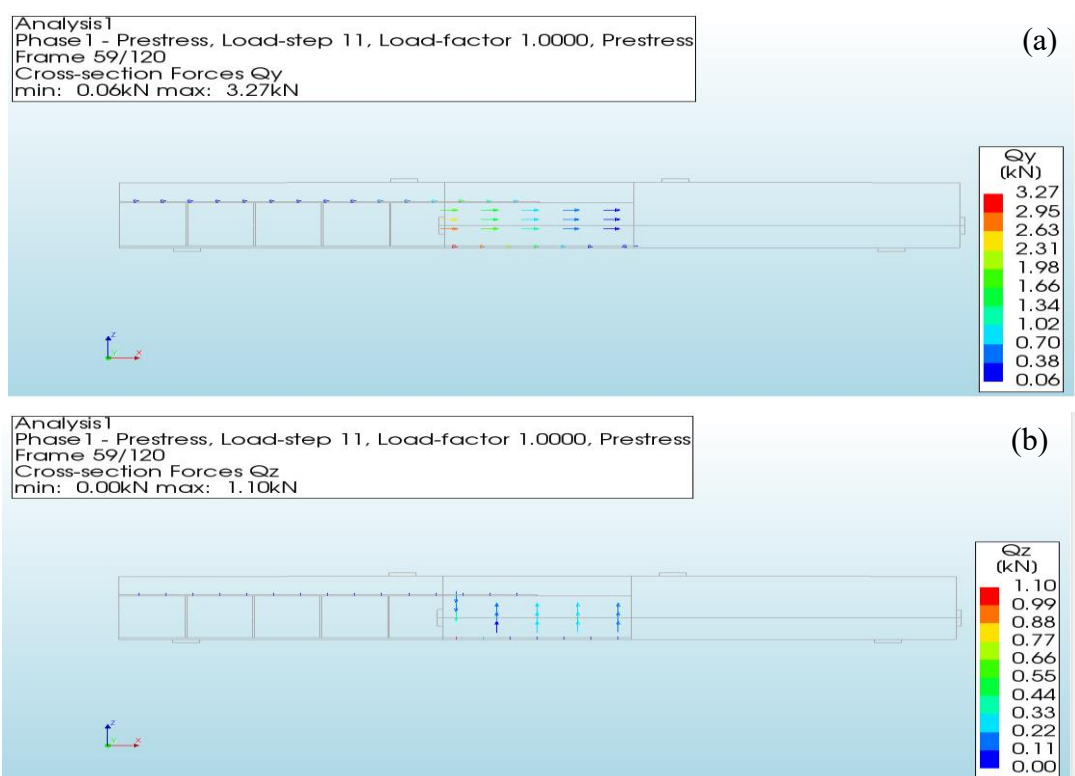 Analysis1
Phase1 - Prestress, Load-step 11, Load-factor 1.0000, Prestress
Frame 59/120
Cross-section Forces Qy
min: 0.06kN max: 3.27kN
(a)
Qy
(kN)
3.27
2.95
2.63
2.31
1.98
1.66
1.34
1.02
0.70
0.38
0.06
Z
Y X
Analysis1
Phase1 - Prestress, Load-step 11, Load-factor 1.0000, Prestress
Frame 59/120
Cross-section Forces Qz
min: 0.00kN max: 1.10kN
(b)
Qz
(kN)
1.10
0.99
0.88
0.77
0.66
0.55
0.44
0.33
0.22
0.11
0.00
Z
Y X